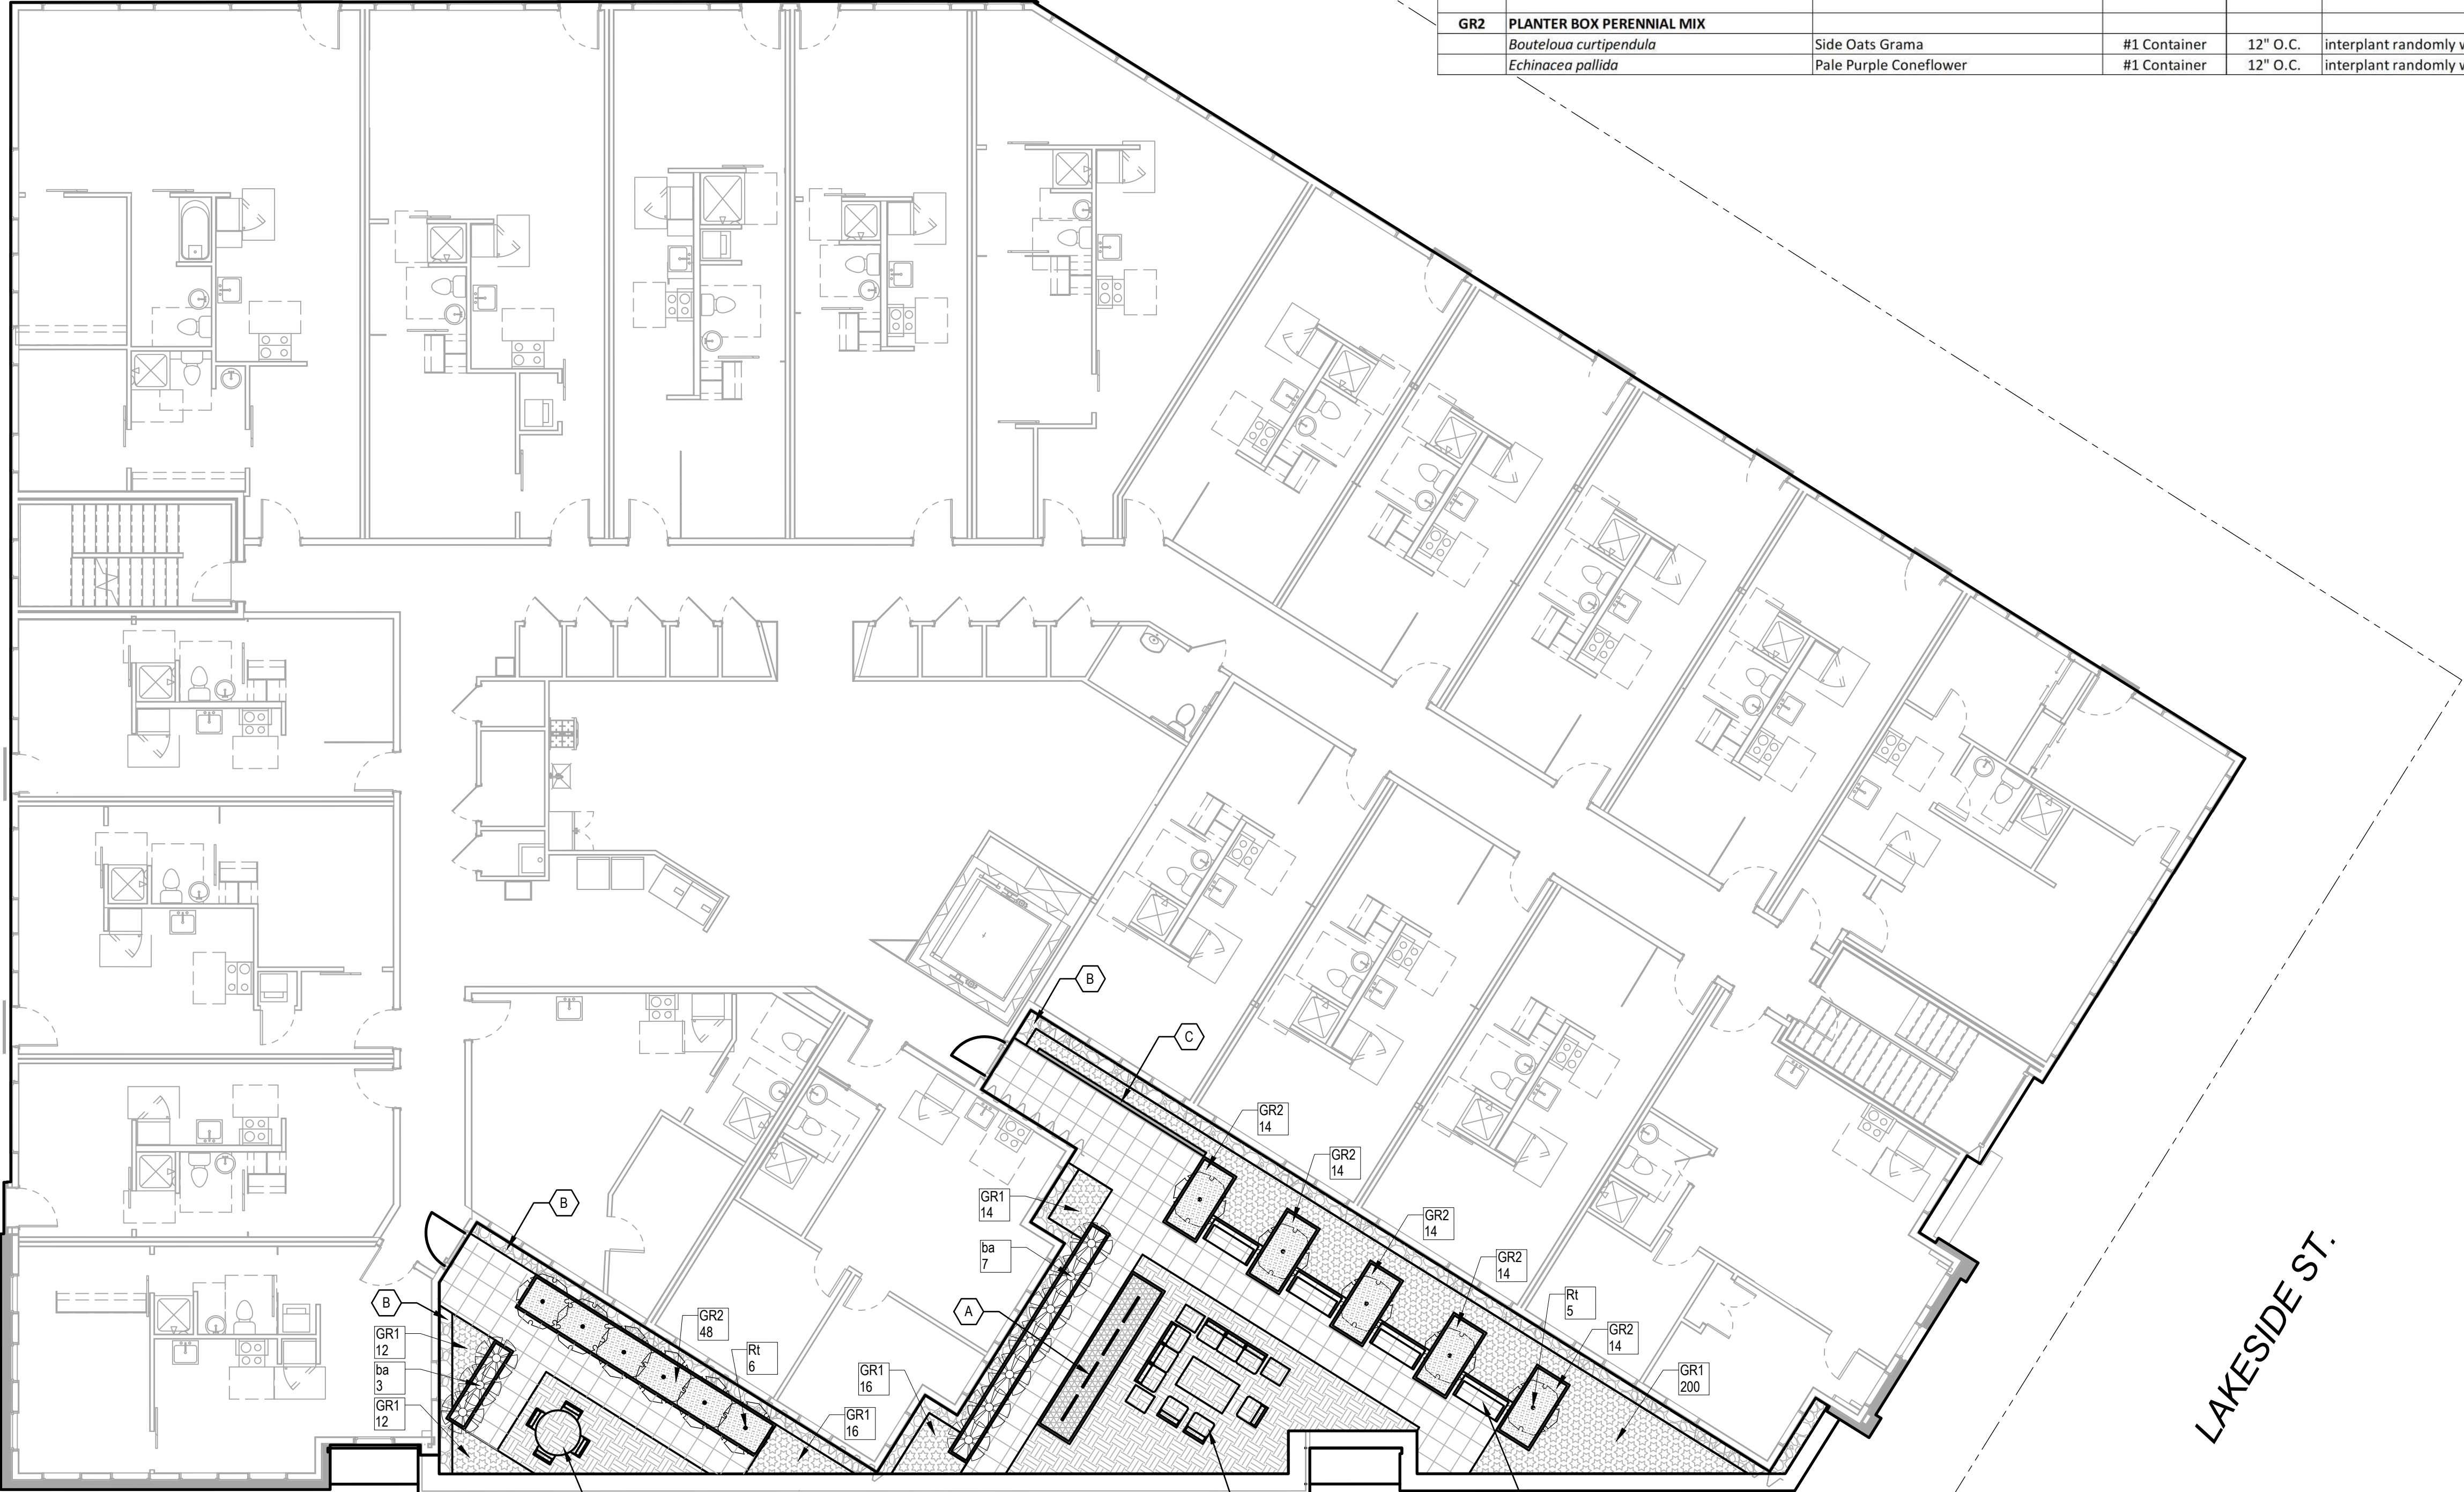 GR2 PLANTER BOX PERENNIAL MIX
Bouteloua curtipendula Side Oats Grama #1 Container 12" O.C. interplant randomly w
Echinacea pallida Pale Purple Coneflower #1 Container 12" O.C. interplant randomly w
B
C
GR2
14
GR2
14
GR1
14
B
GR2
14
ba
7
GR2
14
B
A
Rt
5
GR2
48
GR2
14
GR1
12
Rt
6
ba
3
GR1
16
GR1
200
GR1
12
GR1
16
LAKESIDE ST.